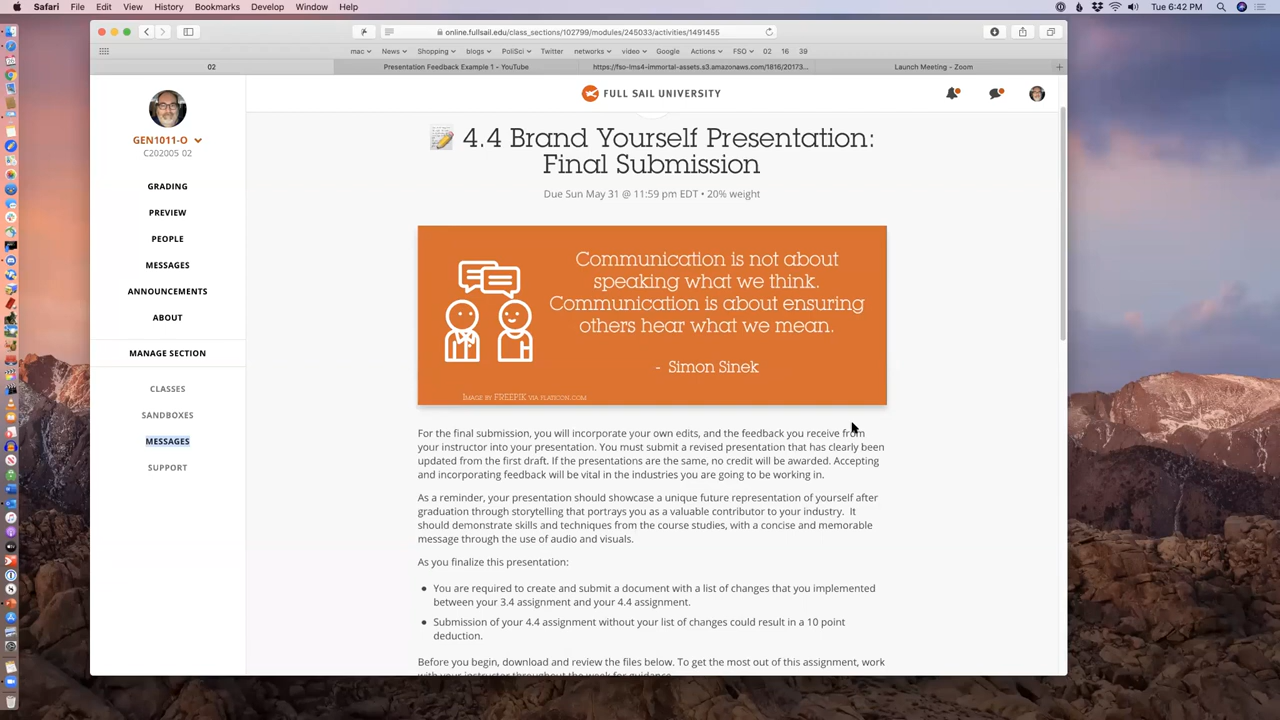 Safari File Edit View History Bookmarks Develop Window Help
Tue 6:42 PM
online.fullsail.edu/class_sections/102799/modules/245033/activities/1491455
mac News Shopping blogs PoliSci Twitter networks video Google Actions FSO 02 16 39
02
Presentation Feedback Example 1 - YouTube
https://fso-lms4-immortal-assets.s3.amazonaws.com/1816/20173...
Launch Meeting - Zoom
FULL SAIL UNIVERSITY
GEN1011-O
C202005 02
GRADING
PREVIEW
PEOPLE
MESSAGES
ANNOUNCEMENTS
ABOUT
MANAGE SECTION
CLASSES
SANDBOXES
MESSAGES
SUPPORT
4.4 Brand Yourself Presentation:
Final Submission
Due Sun May 31 @ 11:59 pm EDT • 20% weight
Communication is not about
speaking what we think.
Communication is about ensuring
others hear what we mean.
- Simon Sinek
IMAGE BY FREEPIK VIA FLATICON.COM
For the final submission, you will incorporate your own edits, and the feedback you receive from
your instructor into your presentation. You must submit a revised presentation that has clearly been
updated from the first draft. If the presentations are the same, no credit will be awarded. Accepting
and incorporating feedback will be vital in the industries you are going to be working in.
As a reminder, your presentation should showcase a unique future representation of yourself after
graduation through storytelling that portrays you as a valuable contributor to your industry. It
should demonstrate skills and techniques from the course studies, with a concise and memorable
message through the use of audio and visuals.
As you finalize this presentation:
• You are required to create and submit a document with a list of changes that you implemented
between your 3.4 assignment and your 4.4 assignment.
• Submission of your 4.4 assignment without your list of changes could result in a 10 point
deduction.
Before you begin, download and review the files below. To get the most out of this assignment, work
with your instructor throughout the week for guidance.